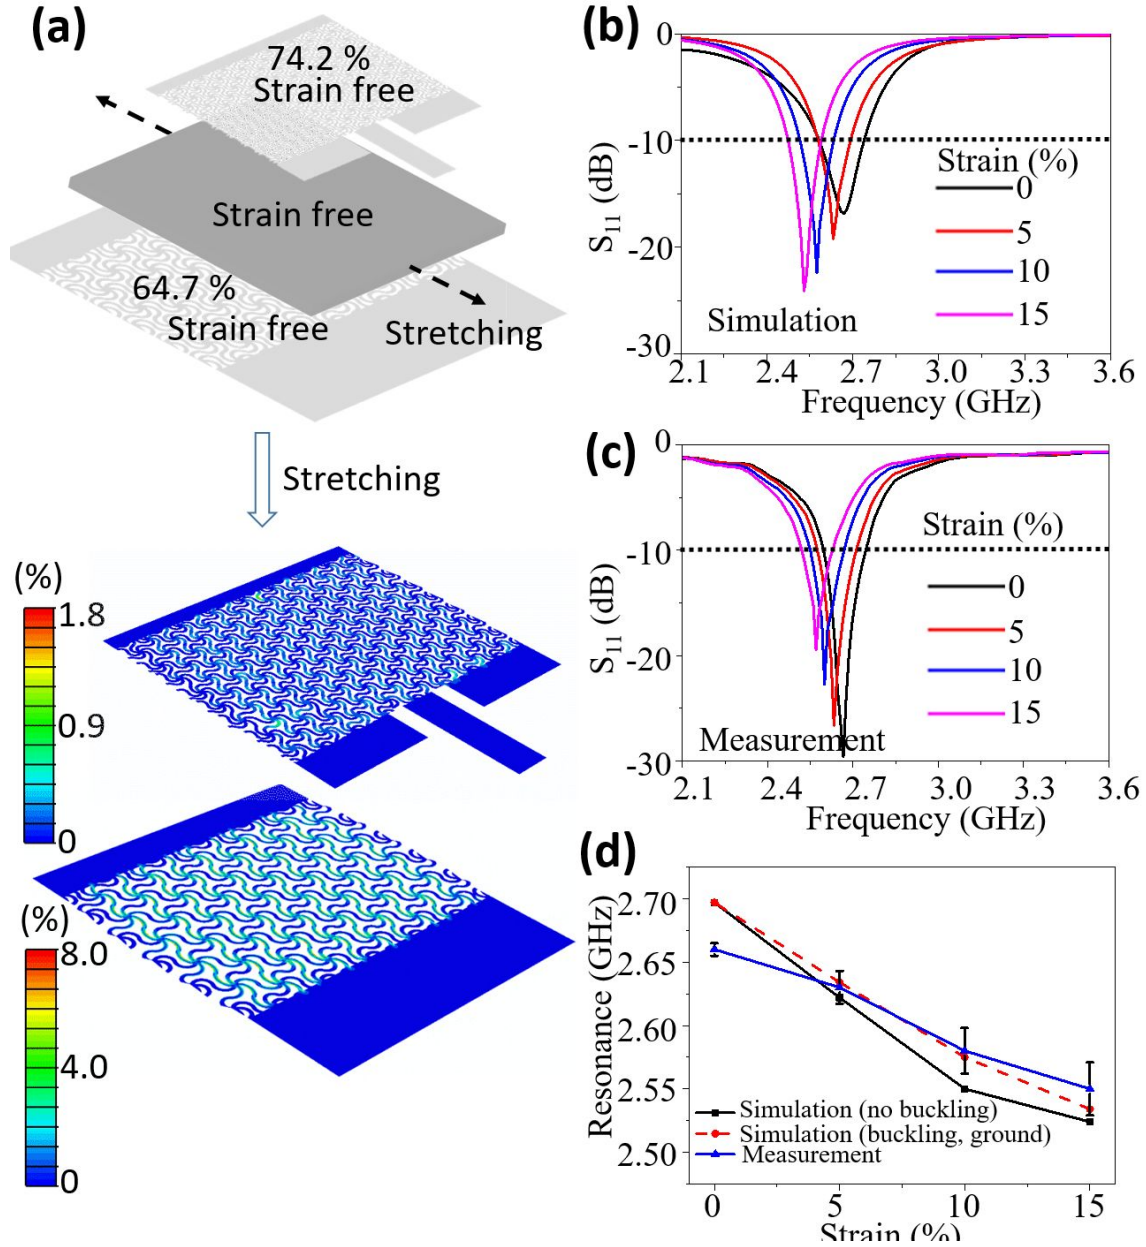 (a)
74.2 %
Strain free
Strain free
64.7 %
Strain free
Stretching
Stretching
(%)
1.8
0.9
0
(%)
8.0
4.0
0
(b)
0
-10
-20
-30
S11 (dB)
Strain (%)
0
5
10
15
Simulation
2.1 2.4 2.7 3.0 3.3 3.6
Frequency (GHz)
(c)
0
-10
-20
-30
S11 (dB)
Strain (%)
0
5
10
15
Measurement
2.1 2.4 2.7 3.0 3.3 3.6
Frequency (GHz)
(d)
2.70
2.65
2.60
2.55
2.50
Resonance (GHz)
Simulation (no buckling)
Simulation (buckling, ground)
Measurement
0 5 10 15
Strain (%)